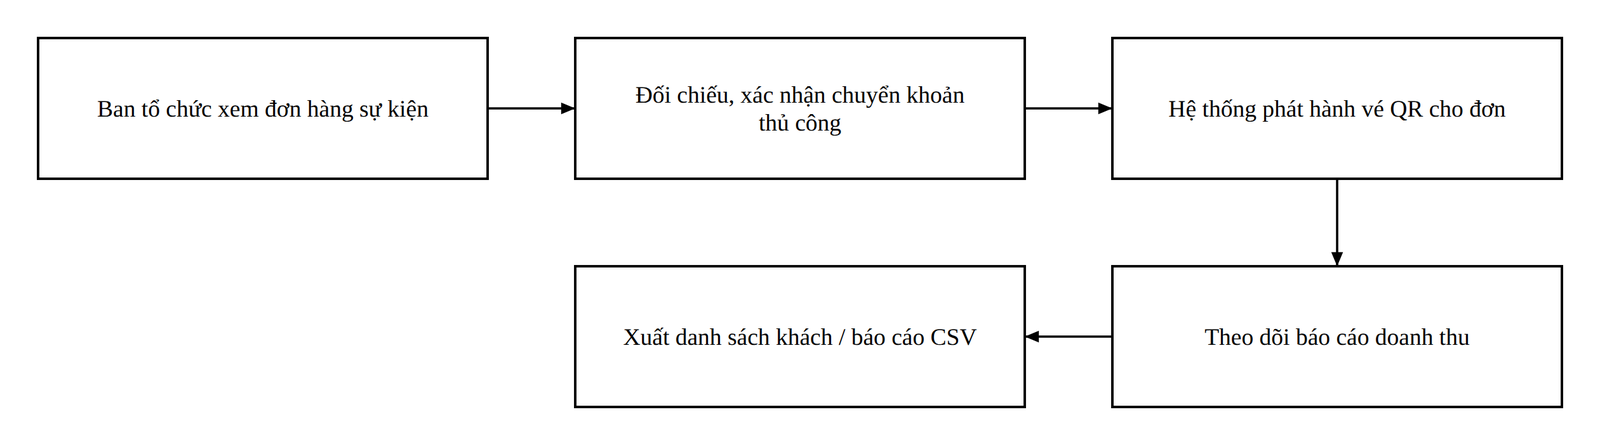 Ban tổ chức xem đơn hàng sự kiện
Đối chiếu, xác nhận chuyển khoản
thủ công
Hệ thống phát hành vé QR cho đơn
Theo dõi báo cáo doanh thu
Xuất danh sách khách / báo cáo CSV